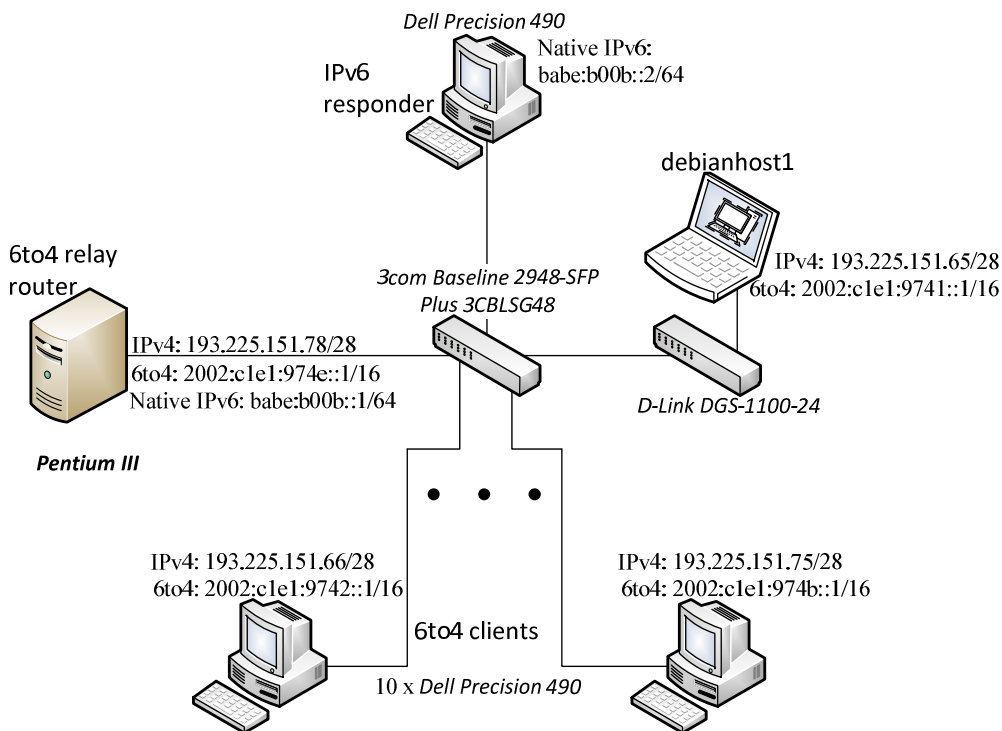 Dell Precision 490
Native IPv6:
babe:b00b::2/64
IPv6
responder
debianhost1
6to4 relay
router
3com Baseline 2948-SFP
Plus 3CBLSG48
IPv4: 193.225.151.65/28
6to4: 2002:c1e1:9741::1/16
IPv4: 193.225.151.78/28
6to4: 2002:c1e1:974e::1/16
Native IPv6: babe:b00b::1/64
D-Link DGS-1100-24
Pentium III
IPv4: 193.225.151.66/28
6to4: 2002:c1e1:9742::1/16
IPv4: 193.225.151.75/28
6to4: 2002:c1e1:974b::1/16
6to4 clients
10 x Dell Precision 490